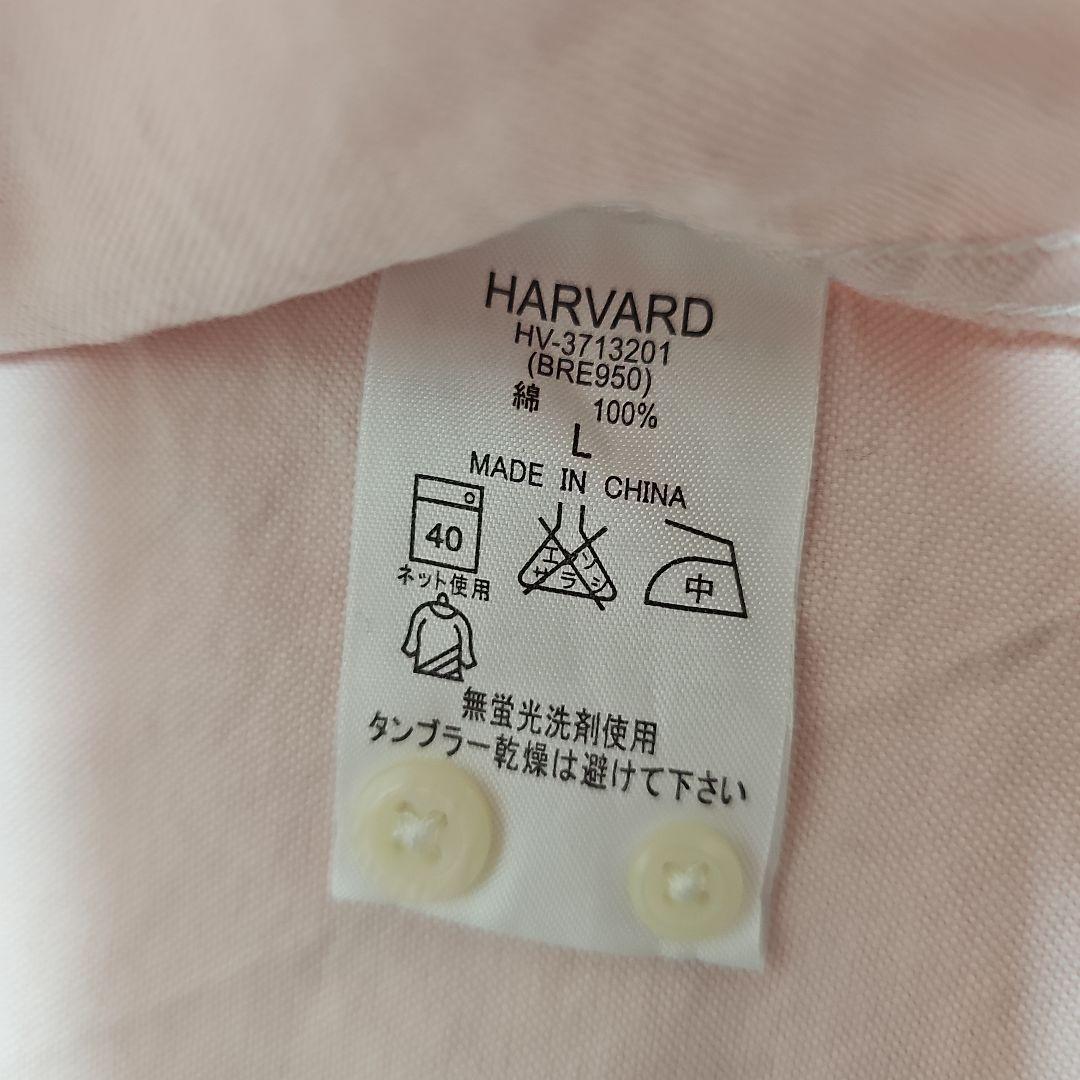 HARVARD
HV-3713201
(BRE950)
綿 100%
L
MADE IN CHINA
40
エンソ
サラシ
中
ネット使用
無蛍光洗剤使用
タンブラー乾燥は避けて下さい